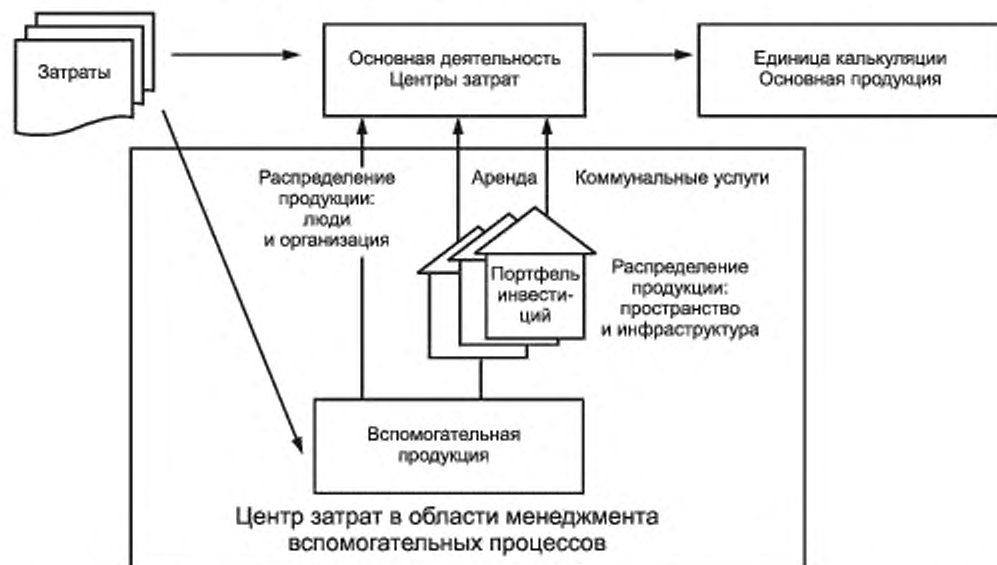 Затраты
Основная деятельность
Центры затрат
Единица калькуляции
Основная продукция
Распределение
продукции:
люди
и организация
Аренда
Коммунальные услуги
Портфель
инвести-
ций
Распределение
продукции:
пространство
и инфраструктура
Вспомогательная
продукция
Центр затрат в области менеджмента
вспомогательных процессов